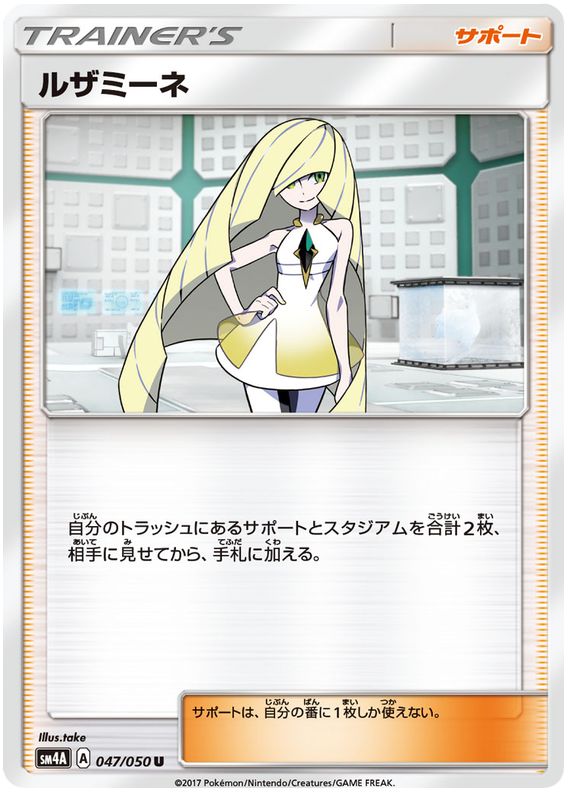 TRAINER'S サポート
ルザミーネ
自分のトラッシュにあるサポートとスタジアムを合計2枚、
相手に見せてから、手札に加える。
サポートは、自分の番に1枚しか使えない。
Illus.take
SM4A A 047/050 U
©2017 Pokémon/Nintendo/Creatures/GAME FREAK.